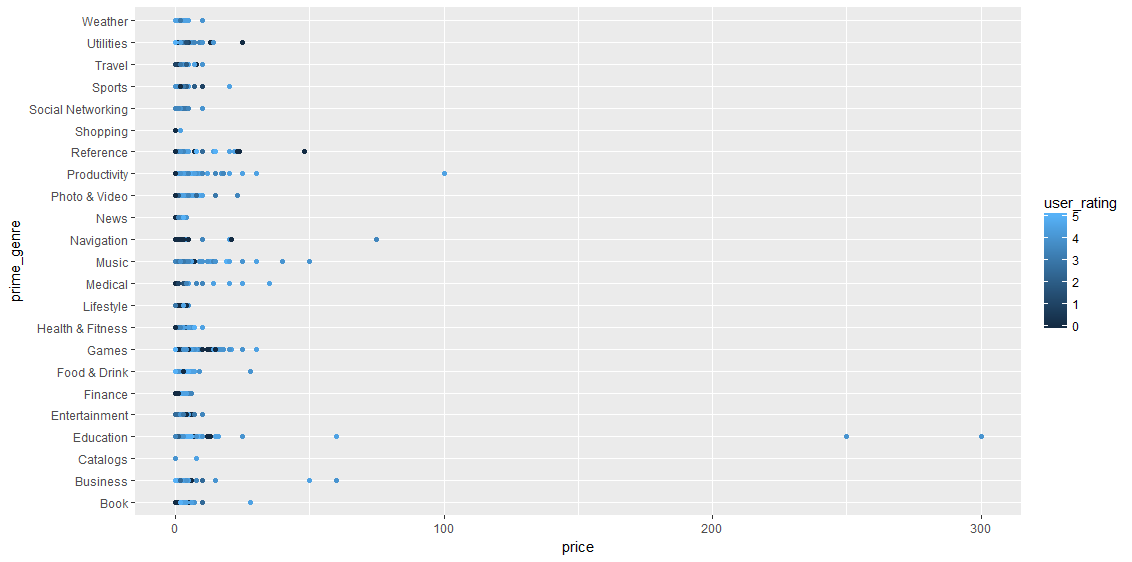 Weather
Utilities
Travel
Sports
Social Networking
Shopping
Reference
Productivity
Photo & Video
News
Navigation
Music
Medical
Lifestyle
Health & Fitness
Games
Food & Drink
Finance
Entertainment
Education
Catalogs
Business
Book
prime_genre
0
100
200
300
price
user_rating
5
4
3
2
1
0